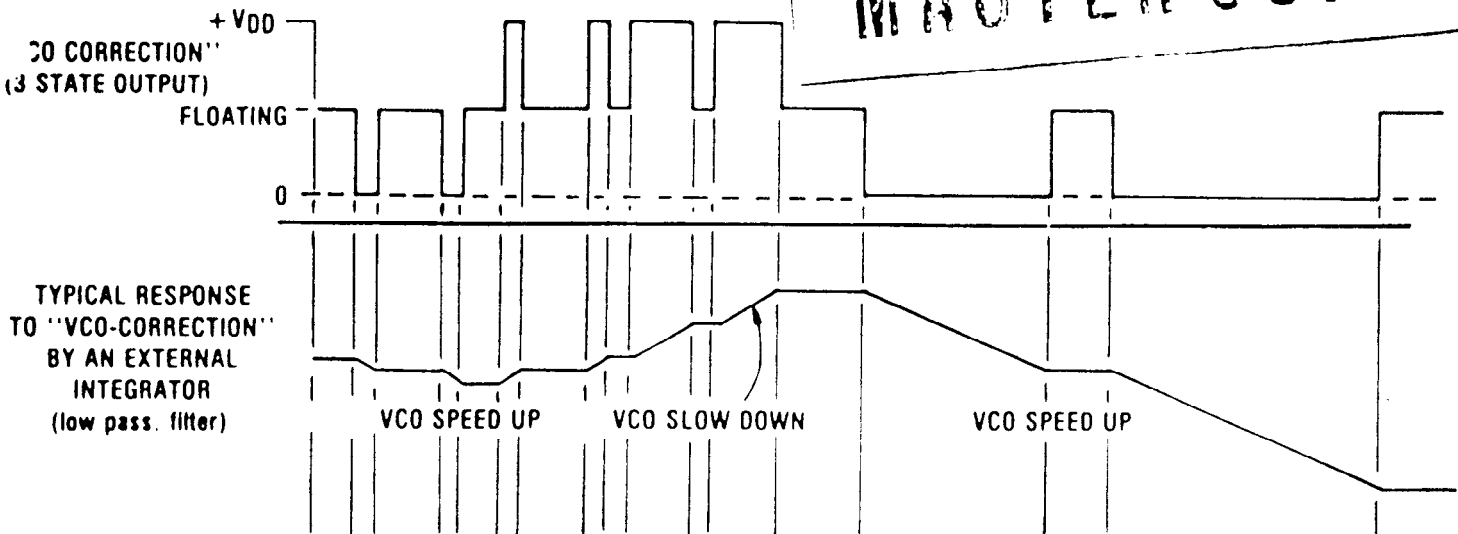 + VDD
CO CORRECTION"
(3 STATE OUTPUT)
FLOATING
0
TYPICAL RESPONSE
TO "VCO-CORRECTION"
BY AN EXTERNAL
INTEGRATOR
(low pass. filter)
VCO SPEED UP
VCO SLOW DOWN
VCO SPEED UP